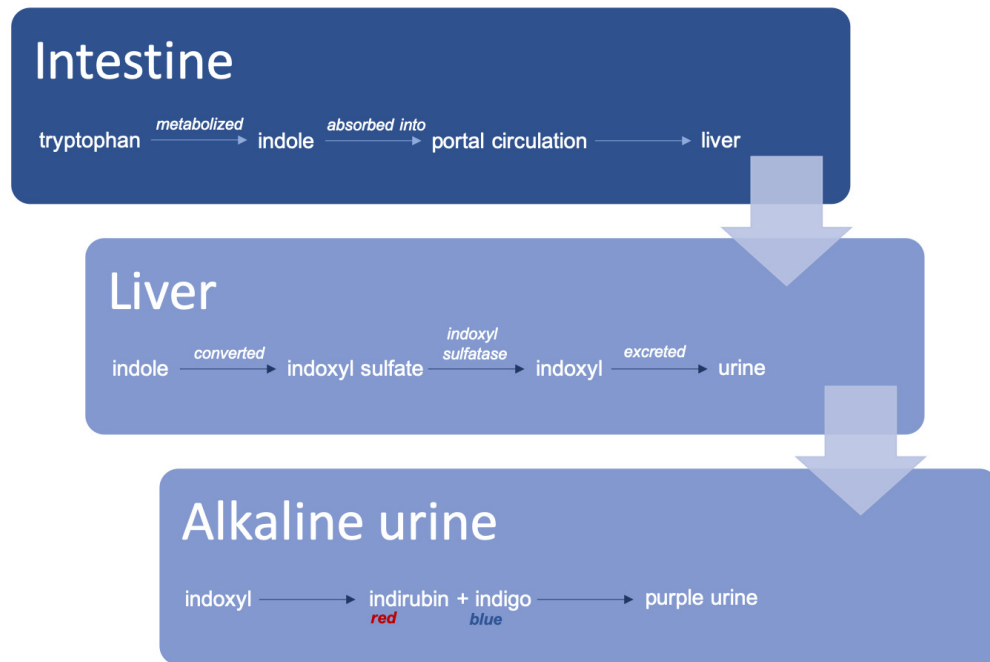 Intestine
metabolized absorbed into
tryptophan indole portal circulation liver
Liver
indoxyl
converted sulfatase excreted
indole indoxyl sulfate indoxyl urine
Alkaline urine
indoxyl indirubin + indigo purple urine
red blue